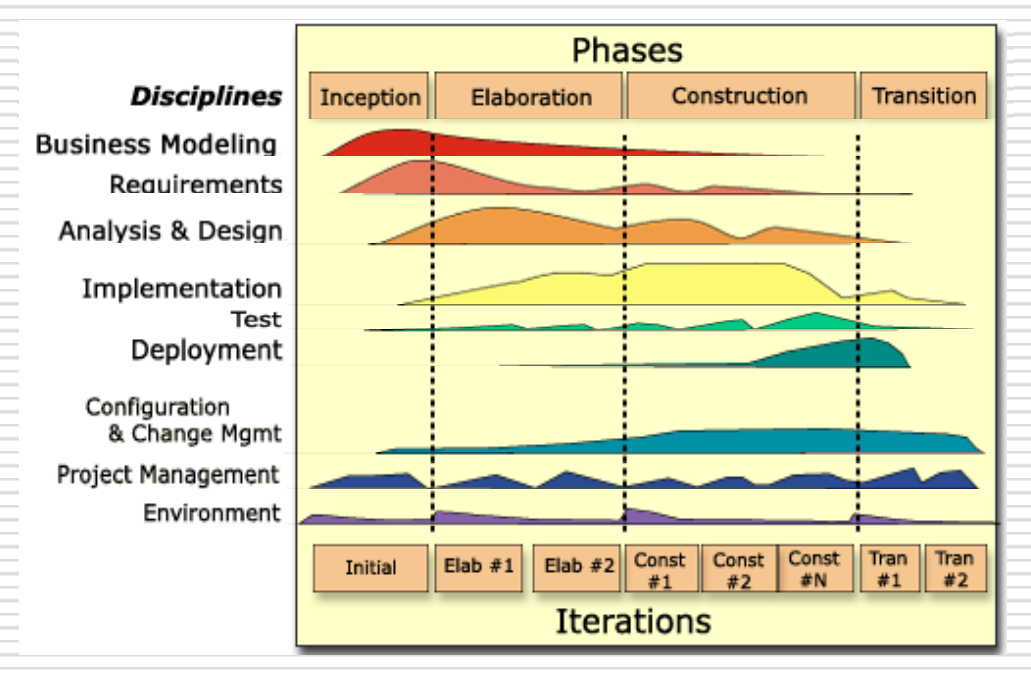 Phases
Disciplines
Inception
Elaboration
Construction
Transition
Business Modeling
Requirements
Analysis & Design
Implementation
Test
Deployment
Configuration
& Change Mgmt
Project Management
Environment
Initial
Elab #1
Elab #2
Const
#1
Const
#2
Const
#N
Tran
#1
Tran
#2
Iterations